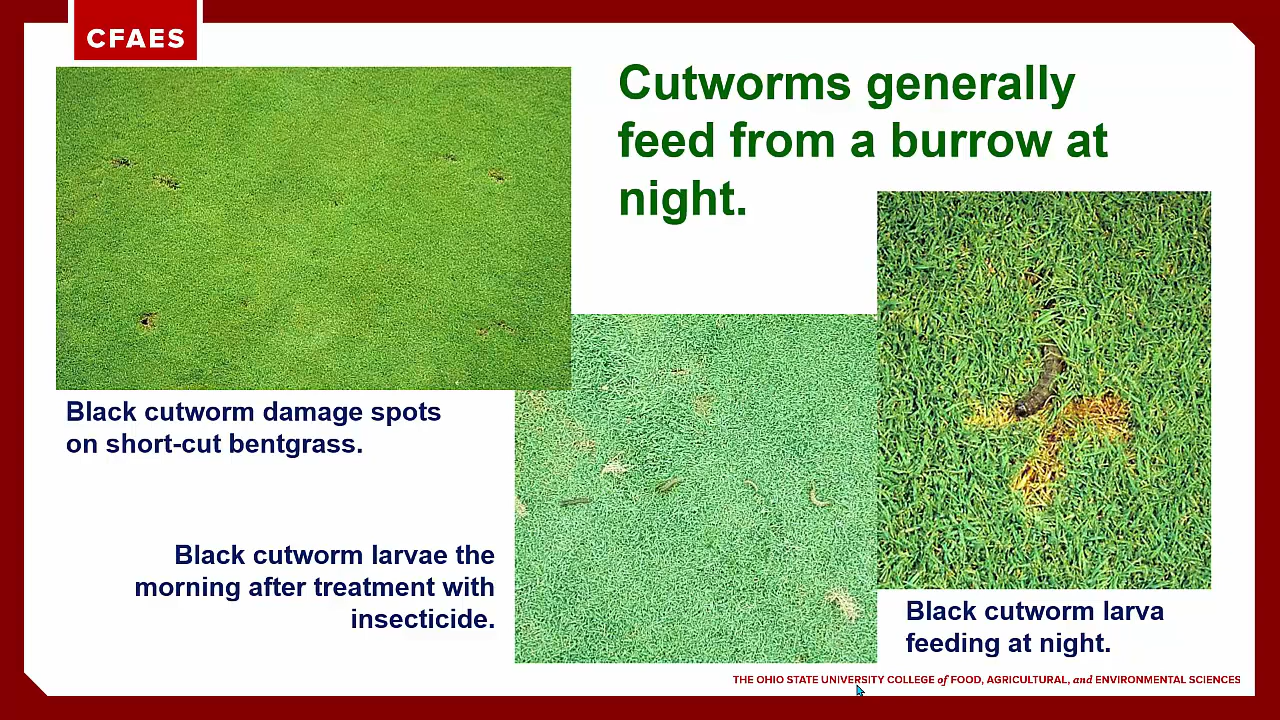 CFAES
Cutworms generally
feed from a burrow at
night.
Black cutworm damage spots
on short-cut bentgrass.
Black cutworm larvae the
morning after treatment with
insecticide.
Black cutworm larva
feeding at night.
THE OHIO STATE UNIVERSITY COLLEGE of FOOD, AGRICULTURAL, and ENVIRONMENTAL SCIENCES